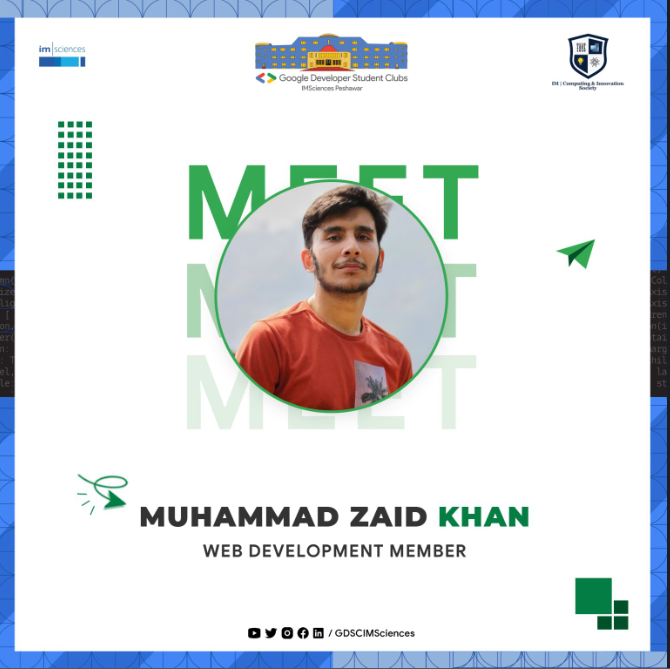 im|sciences
Google Developer Student Clubs
IMSciences Peshawar
THE
IM | Computing & Innovation
Society
MEET
MEET
MEET
MUHAMMAD ZAID KHAN
WEB DEVELOPMENT MEMBER
/ GDSCIMSciences